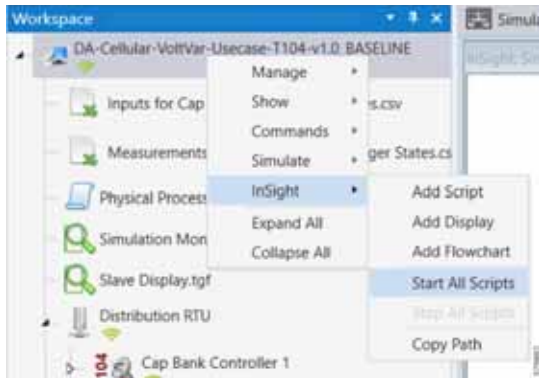 Workspace
Simula
DA-Cellular-VoltVar-Usecase-T104-v1.0: BASELINE
Manage
Inputs for Cap
Show
s.csv
Commands
Measurements
ger States.cs
Simulate
Physical Process
InSight
Add Script
Expand All
Add Display
Simulation Mon
Collapse All
Add Flowchart
Slave Display.tgf
Start All Scripts
Distribution RTU
Stop All Scripts
Copy Path
104
Cap Bank Controller 1